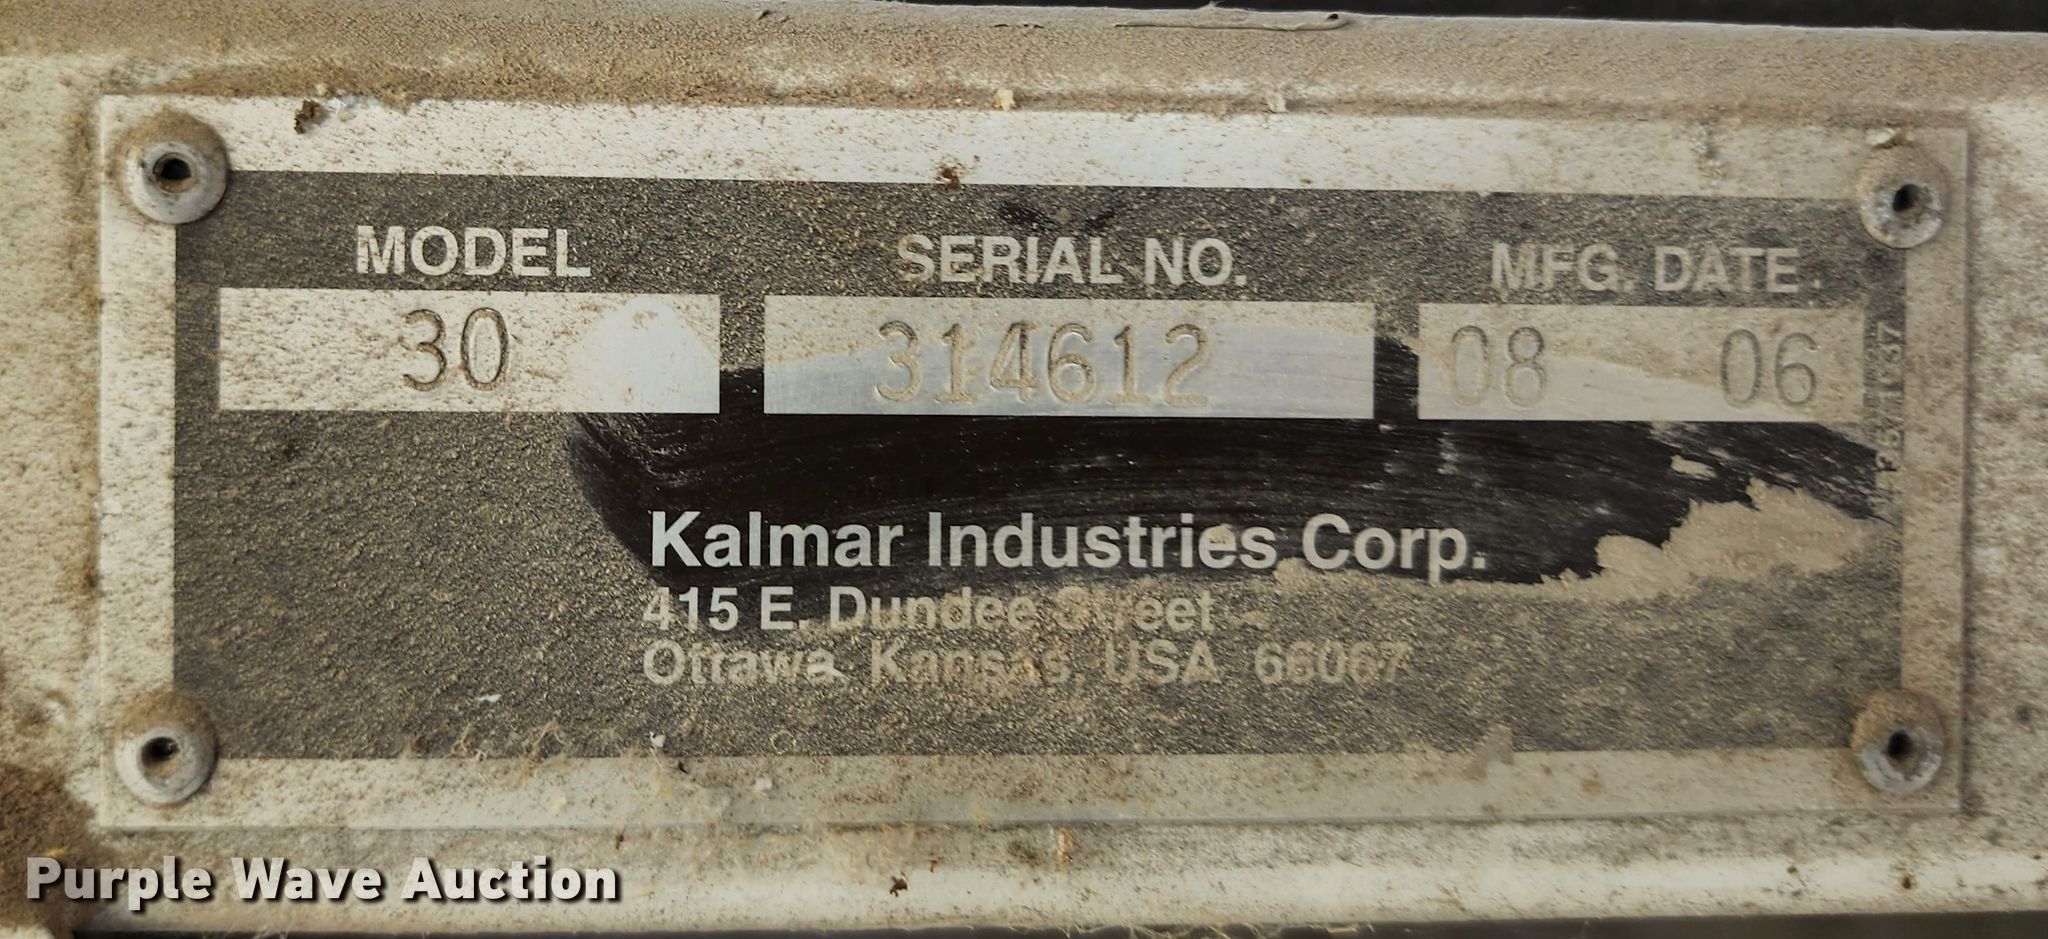 MODEL SERIAL NO. MFG. DATE
30 314612 08 06
Kalmar Industries Corp.
415 E. Dundee Street
Ottawa, Kansas, USA 66067
Purple Wave Auction